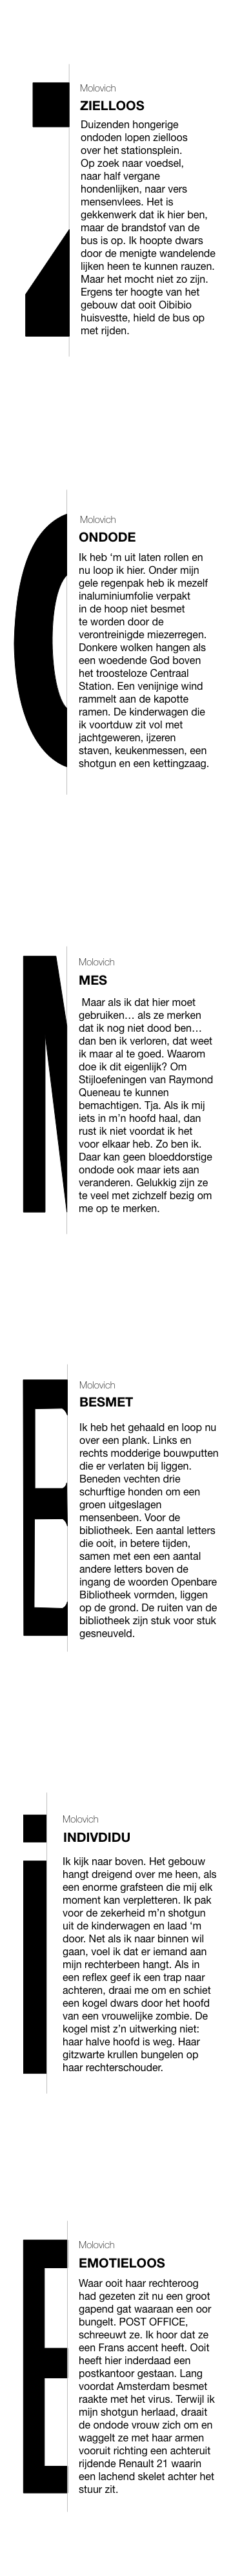 Molovich
ZIELLOOS
Duizenden hongerige
ondoden lopen zielloos
over het stationsplein.
Op zoek naar voedsel,
naar half vergane
hondenlijken, naar vers
mensenvlees. Het is
gekkenwerk dat ik hier ben,
maar de brandstof van de
bus is op. Ik hoopte dwars
door de menigte wandelende
lijken heen te kunnen rauzen.
Maar het mocht niet zo zijn.
Ergens ter hoogte van het
gebouw dat ooit Oibibio
huisvestte, hield de bus op
met rijden.
Molovich
ONDODE
Ik heb ‘m uit laten rollen en
nu loop ik hier. Onder mijn
gele regenpak heb ik mezelf
inaluminiumfolie verpakt
in de hoop niet besmet
te worden door de
verontreinigde miezerregen.
Donkere wolken hangen als
een woedende God boven
het troosteloze Centraal
Station. Een venijnige wind
rammelt aan de kapotte
ramen. De kinderwagen die
ik voortduw zit vol met
jachtgeweren, ijzeren
staven, keukenmessen, een
shotgun en een kettingzaag.
Molovich
MES
Maar als ik dat hier moet
gebruiken… als ze merken
dat ik nog niet dood ben…
dan ben ik verloren, dat weet
ik maar al te goed. Waarom
doe ik dit eigenlijk? Om
Stijloefeningen van Raymond
Queneau te kunnen
bemachtigen. Tja. Als ik mij
iets in m’n hoofd haal, dan
rust ik niet voordat ik het
voor elkaar heb. Zo ben ik.
Daar kan geen bloeddorstige
ondode ook maar iets aan
veranderen. Gelukkig zijn ze
te veel met zichzelf bezig om
me op te merken.
Molovich
BESMET
Ik heb het gehaald en loop nu
over een plank. Links en
rechts modderige bouwputten
die er verlaten bij liggen.
Beneden vechten drie
schurftige honden om een
groen uitgeslagen
mensenbeen. Voor de
bibliotheek. Een aantal letters
die ooit, in betere tijden,
samen met een een aantal
andere letters boven de
ingang de woorden Openbare
Bibliotheek vormden, liggen
op de grond. De ruiten van de
bibliotheek zijn stuk voor stuk
gesneuveld.
Molovich
INDIVDIDU
Ik kijk naar boven. Het gebouw
hangt dreigend over me heen, als
een enorme grafsteen die mij elk
moment kan verpletteren. Ik pak
voor de zekerheid m’n shotgun
uit de kinderwagen en laad ‘m
door. Net als ik naar binnen wil
gaan, voel ik dat er iemand aan
mijn rechterbeen hangt. Als in
een reflex geef ik een trap naar
achteren, draai me om en schiet
een kogel dwars door het hoofd
van een vrouwelijke zombie. De
kogel mist z’n uitwerking niet:
haar halve hoofd is weg. Haar
gitzwarte krullen bungelen op
haar rechterschouder.
Molovich
EMOTIELOOS
Waar ooit haar rechteroog
had gezeten zit nu een groot
gapend gat waaraan een oor
bungelt. POST OFFICE,
schreeuwt ze. Ik hoor dat ze
een Frans accent heeft. Ooit
heeft hier inderdaad een
postkantoor gestaan. Lang
voordat Amsterdam besmet
raakte met het virus. Terwijl ik
mijn shotgun herlaad, draait
de ondode vrouw zich om en
waggelt ze met haar armen
vooruit richting een achteruit
rijdende Renault 21 waarin
een lachend skelet achter het
stuur zit.